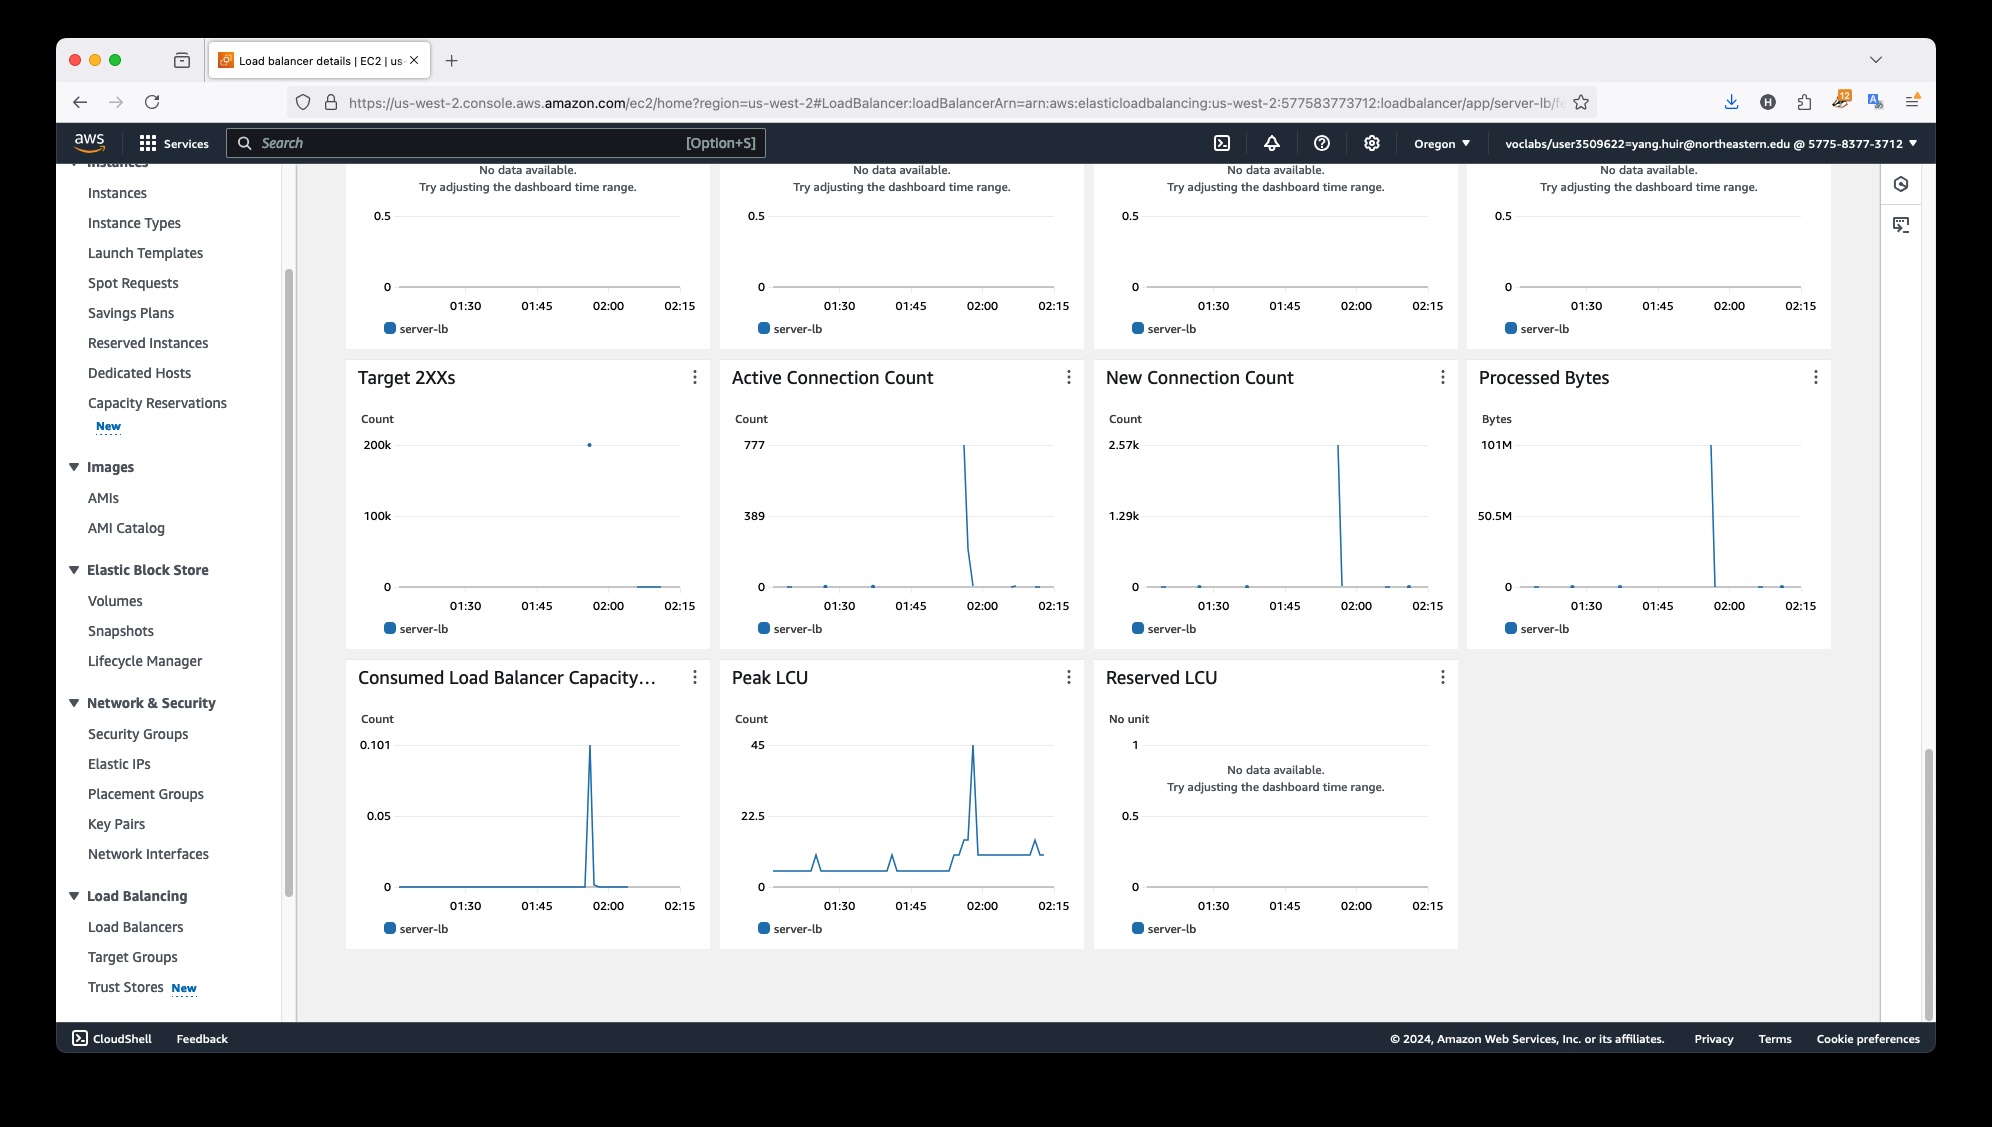 Load balancer details | EC2 | us-
https://us-west-2.console.aws.amazon.com/ec2/home?region=us-west-2#LoadBalancer:loadBalancerArn=arn:aws:elasticloadbalancing:us-west-2:577583773712:loadbalancer/app/server-lb/fe
H
12
A
aws
Services
Search
[Option+S]
Oregon
voclabs/user3509622=yang.huir@northeastern.edu @ 5775-8377-3712
Instances
Instances
Instance Types
Launch Templates
Spot Requests
Savings Plans
Reserved Instances
Dedicated Hosts
Capacity Reservations
New
Images
AMIs
AMI Catalog
Elastic Block Store
Volumes
Snapshots
Lifecycle Manager
Network & Security
Security Groups
Elastic IPs
Placement Groups
Key Pairs
Network Interfaces
Load Balancing
Load Balancers
Target Groups
Trust Stores New
No data available.
Try adjusting the dashboard time range.
0.5
0
01:30 01:45 02:00 02:15
server-lb
No data available.
Try adjusting the dashboard time range.
0.5
0
01:30 01:45 02:00 02:15
server-lb
No data available.
Try adjusting the dashboard time range.
0.5
0
01:30 01:45 02:00 02:15
server-lb
No data available.
Try adjusting the dashboard time range.
0.5
0
01:30 01:45 02:00 02:15
server-lb
Target 2XXs
Count
200k
100k
0
01:30 01:45 02:00 02:15
server-lb
Active Connection Count
Count
777
389
0
01:30 01:45 02:00 02:15
server-lb
New Connection Count
Count
2.57k
1.29k
0
01:30 01:45 02:00 02:15
server-lb
Processed Bytes
Bytes
101M
50.5M
0
01:30 01:45 02:00 02:15
server-lb
Consumed Load Balancer Capacity...
Count
0.101
0.05
0
01:30 01:45 02:00 02:15
server-lb
Peak LCU
Count
45
22.5
0
01:30 01:45 02:00 02:15
server-lb
Reserved LCU
No unit
1
No data available.
Try adjusting the dashboard time range.
0.5
0
01:30 01:45 02:00 02:15
server-lb
CloudShell
Feedback
© 2024, Amazon Web Services, Inc. or its affiliates.
Privacy
Terms
Cookie preferences